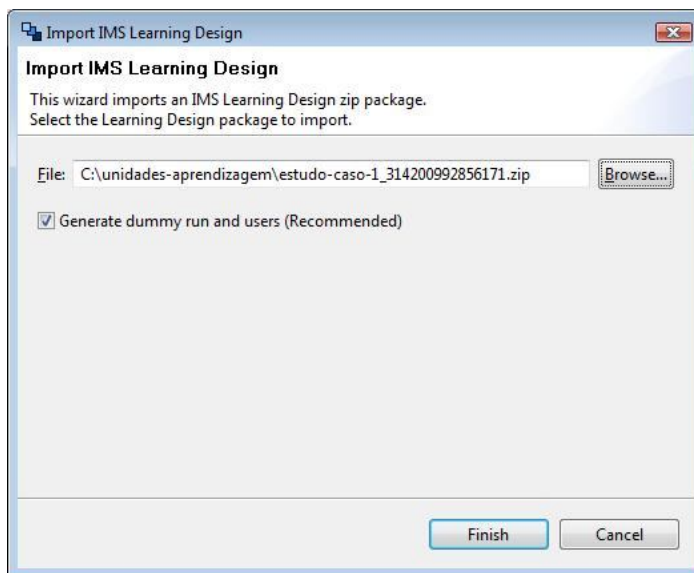 Import IMS Learning Design
Import IMS Learning Design
This wizard imports an IMS Learning Design zip package.
Select the Learning Design package to import.
File: C:\unidades-aprendizagem\estudo-caso-1_314200992856171.zip Browse...
Generate dummy run and users (Recommended)
Finish Cancel